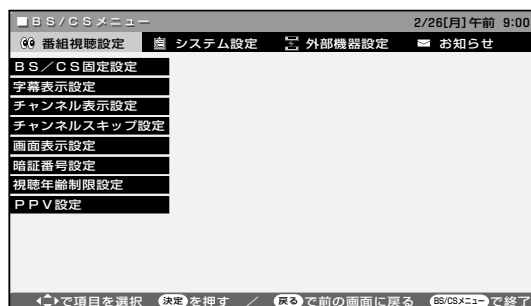 ■BS/CSメニュー 2/26[月]午前 9:00
番組視聴設定 システム設定 外部機器設定 お知らせ
BS/CS固定設定
字幕表示設定
チャンネル表示設定
チャンネルスキップ設定
画面表示設定
暗証番号設定
視聴年齢制限設定
PPV設定
で項目を選択 決定を押す / 戻るで前の画面に戻る BS/CSメニューで終了